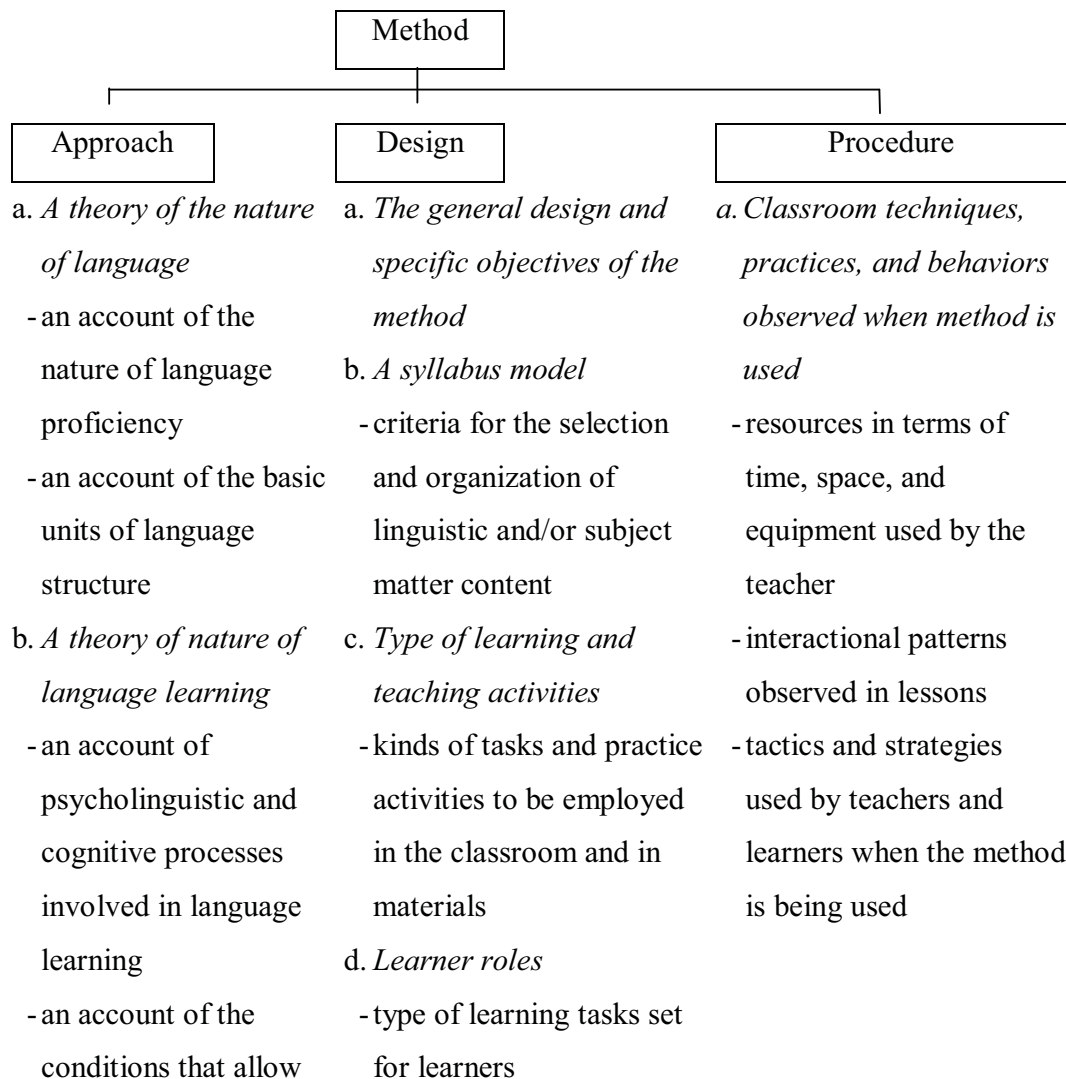 Method
Approach
a. A theory of the nature
of language
- an account of the
nature of language
proficiency
- an account of the basic
units of language
structure
b. A theory of nature of
language learning
- an account of
psycholinguistic and
cognitive processes
involved in language
learning
- an account of the
conditions that allow
Design
a. The general design and
specific objectives of the
method
b. A syllabus model
- criteria for the selection
and organization of
linguistic and/or subject
matter content
c. Type of learning and
teaching activities
- kinds of tasks and practice
activities to be employed
in the classroom and in
materials
d. Learner roles
- type of learning tasks set
for learners
Procedure
a. Classroom techniques,
practices, and behaviors
observed when method is
used
- resources in terms of
time, space, and
equipment used by the
teacher
- interactional patterns
observed in lessons
- tactics and strategies
used by teachers and
learners when the method
is being used